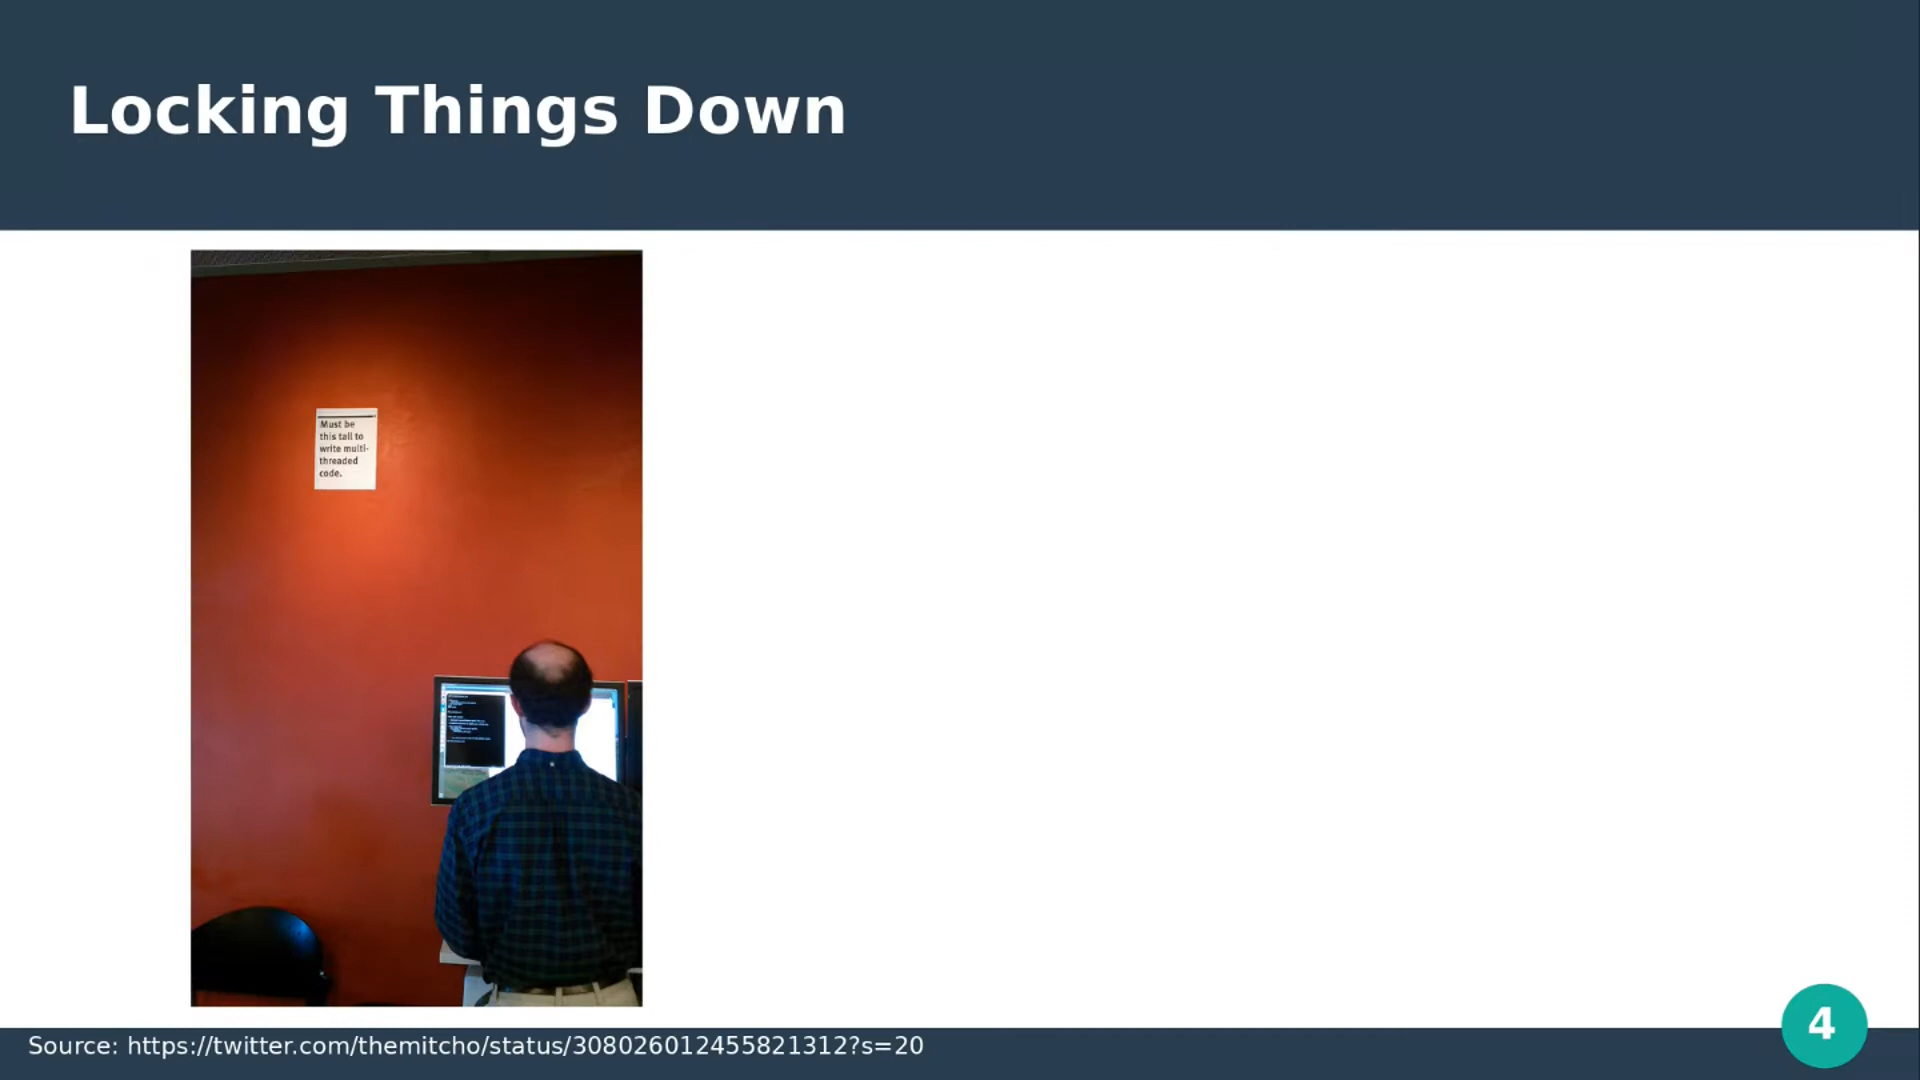 Locking Things Down
Must be
this tall to
write multi-
threaded
code.
Source: https://twitter.com/themitcho/status/308026012455821312?s=20
4